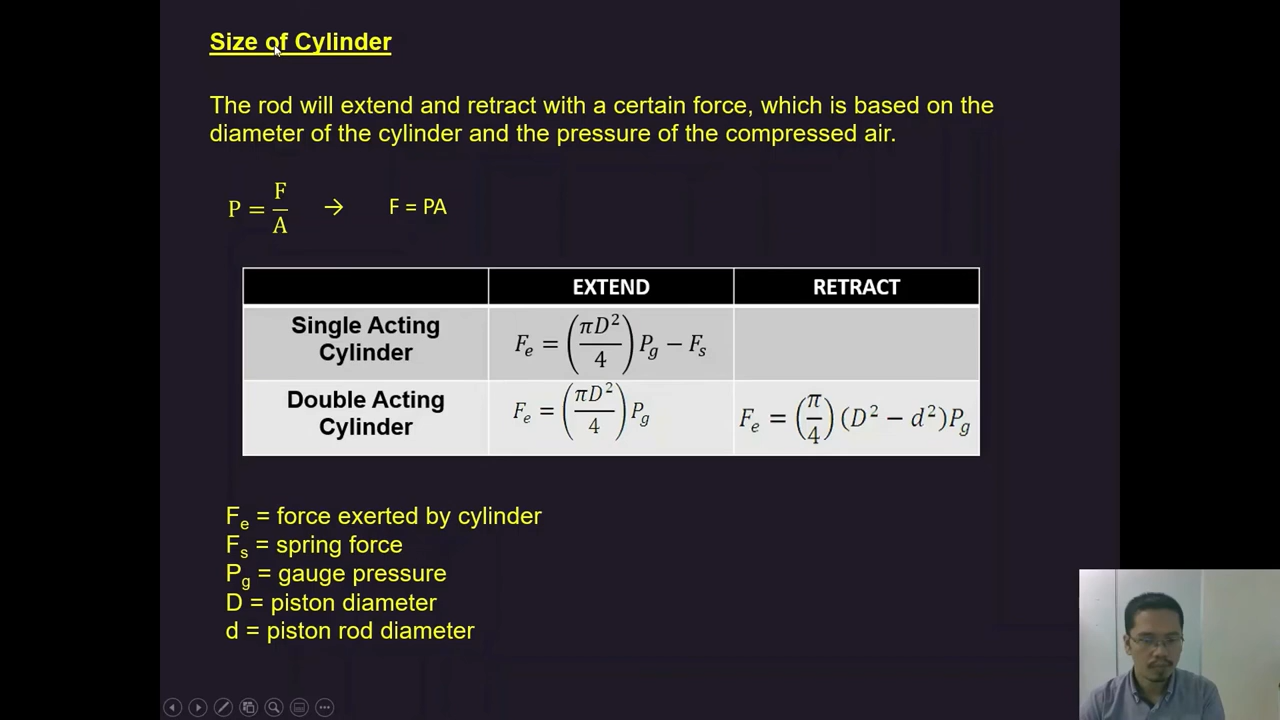 Size of Cylinder
The rod will extend and retract with a certain force, which is based on the
diameter of the cylinder and the pressure of the compressed air.
P = F/A → F = PA
EXTEND RETRACT
Single Acting Cylinder F_e = (πD²/4) P_g − F_s
Double Acting Cylinder F_e = (πD²/4) P_g F_e = (π/4) (D² − d²)P_g
F_e = force exerted by cylinder
F_s = spring force
P_g = gauge pressure
D = piston diameter
d = piston rod diameter